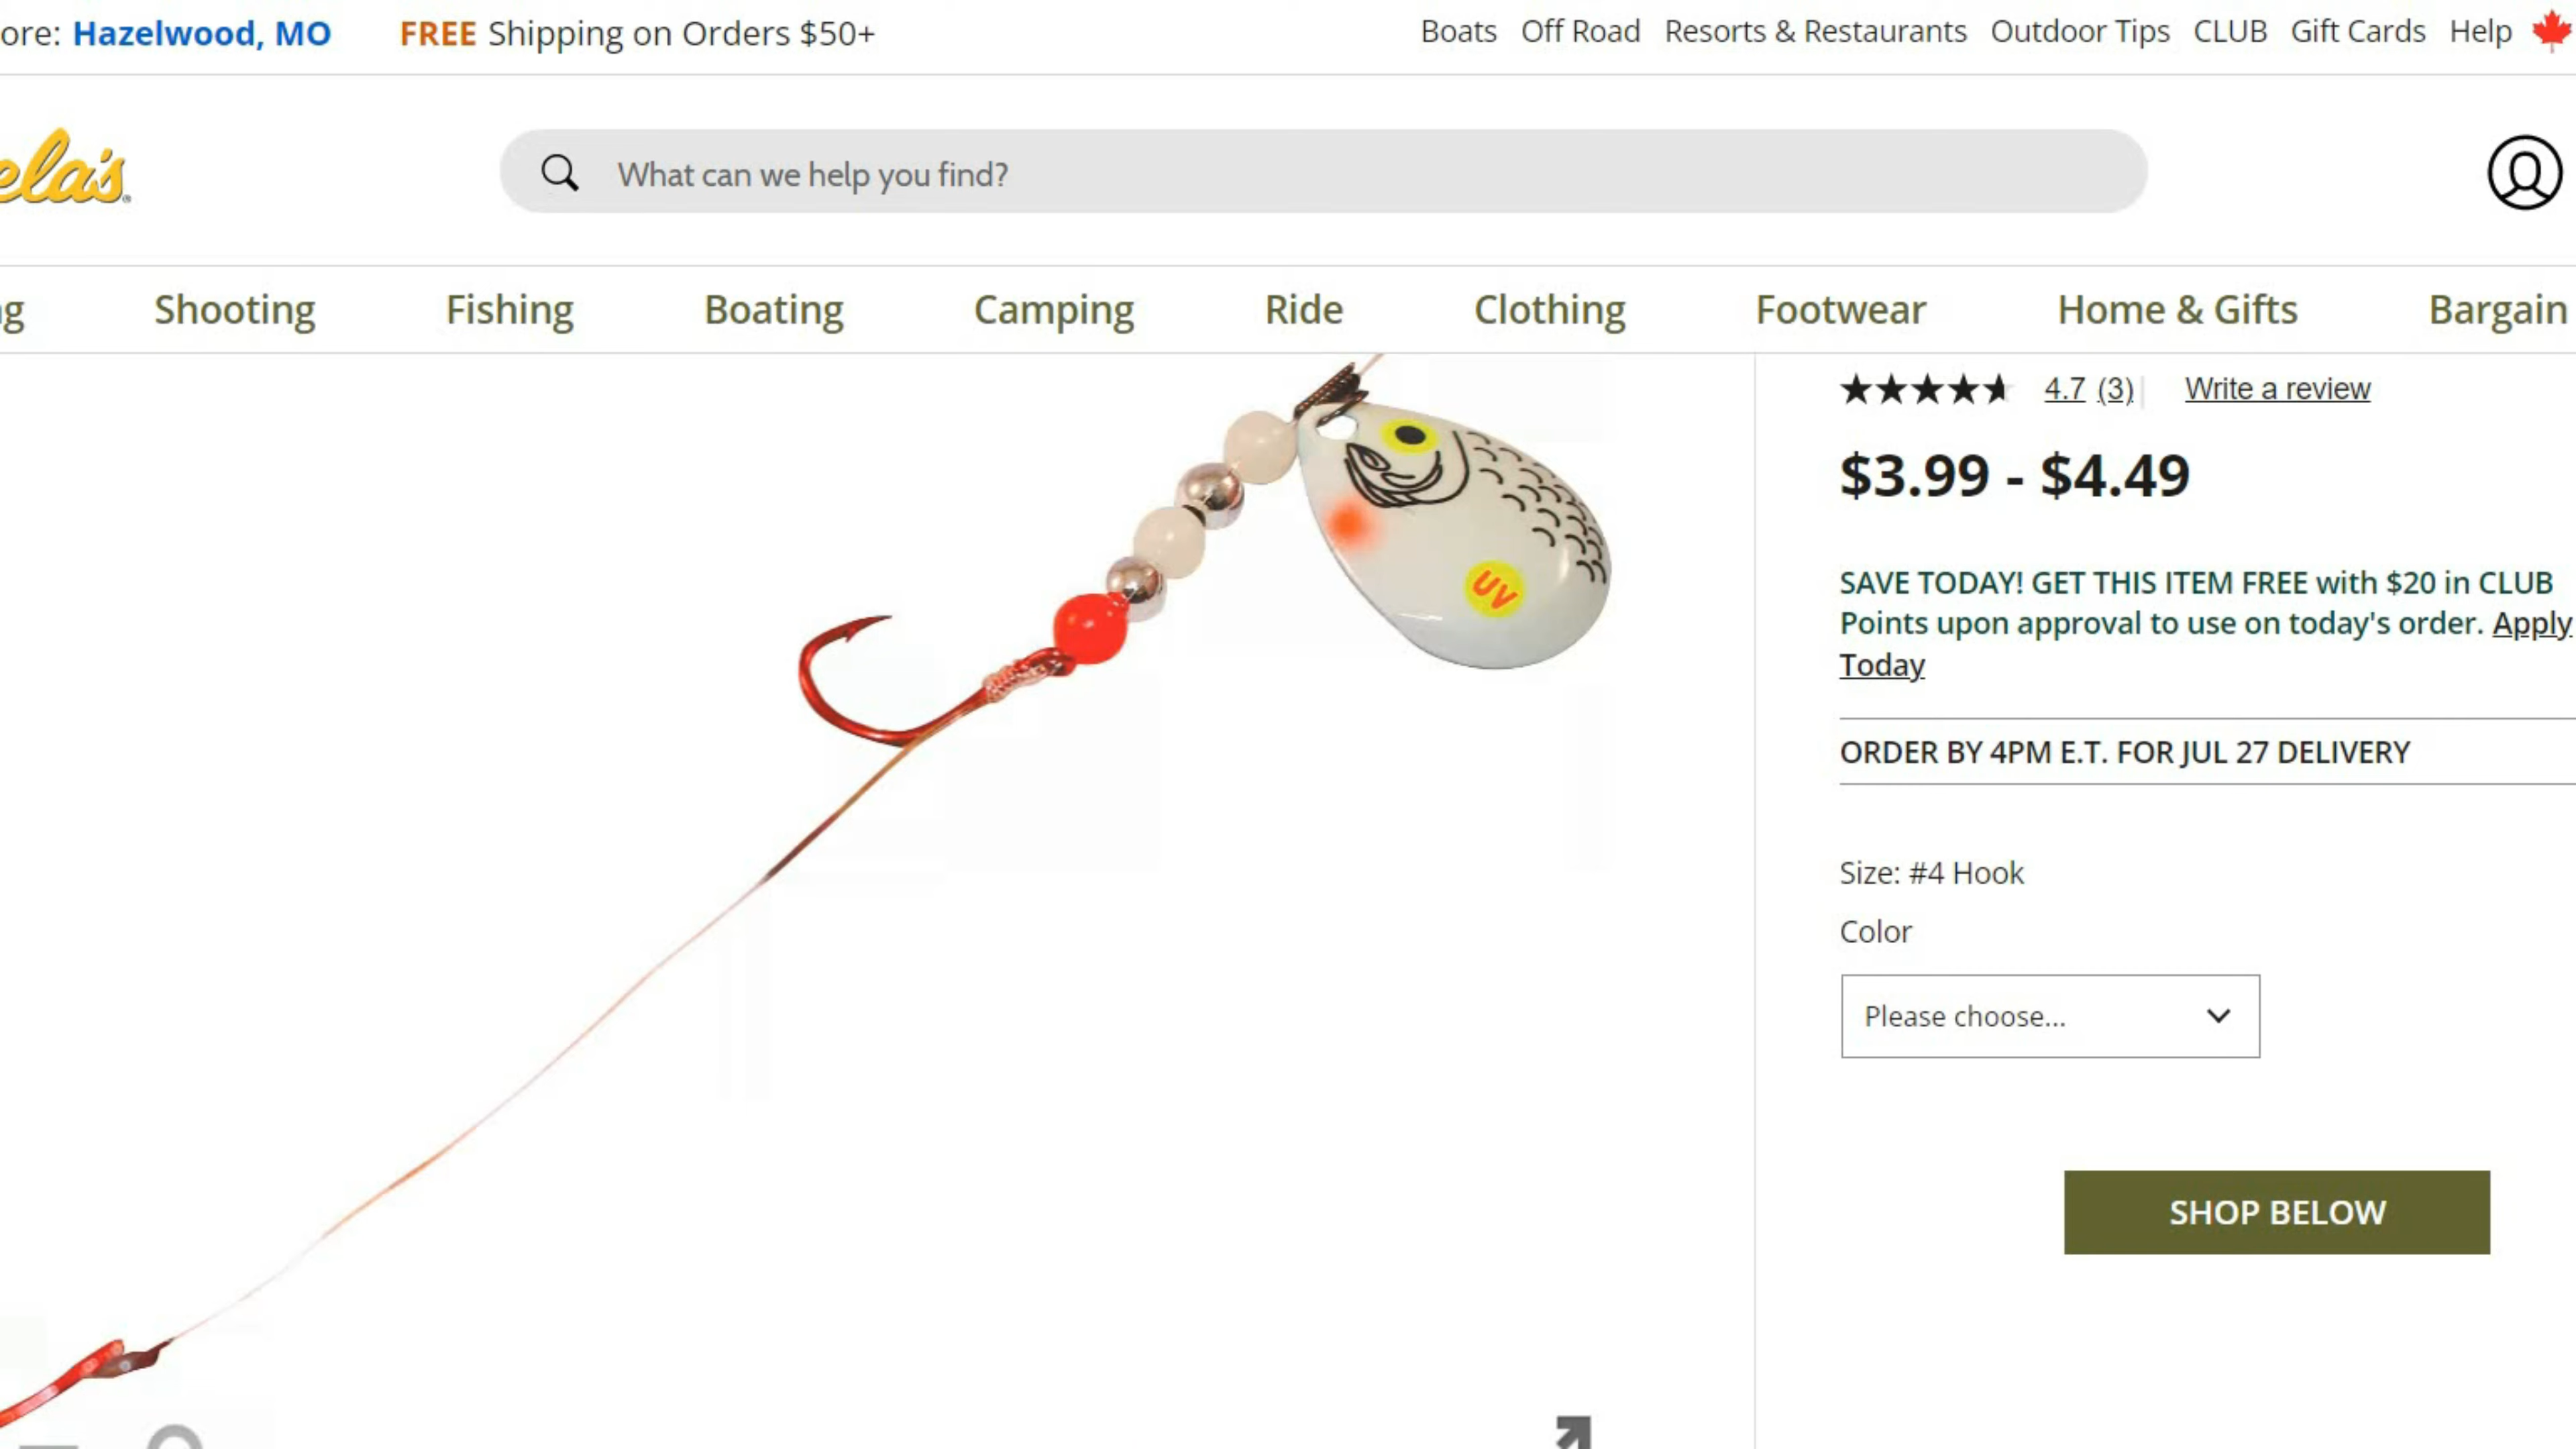 ore: Hazelwood, MO FREE Shipping on Orders $50+ Boats Off Road Resorts & Restaurants Outdoor Tips CLUB Gift Cards Help
ela's
What can we help you find?
g Shooting Fishing Boating Camping Ride Clothing Footwear Home & Gifts Bargain
4.7 (3) Write a review
$3.99 - $4.49
UV
SAVE TODAY! GET THIS ITEM FREE with $20 in CLUB
Points upon approval to use on today's order. Apply
Today
ORDER BY 4PM E.T. FOR JUL 27 DELIVERY
Size: #4 Hook
Color
Please choose...
SHOP BELOW